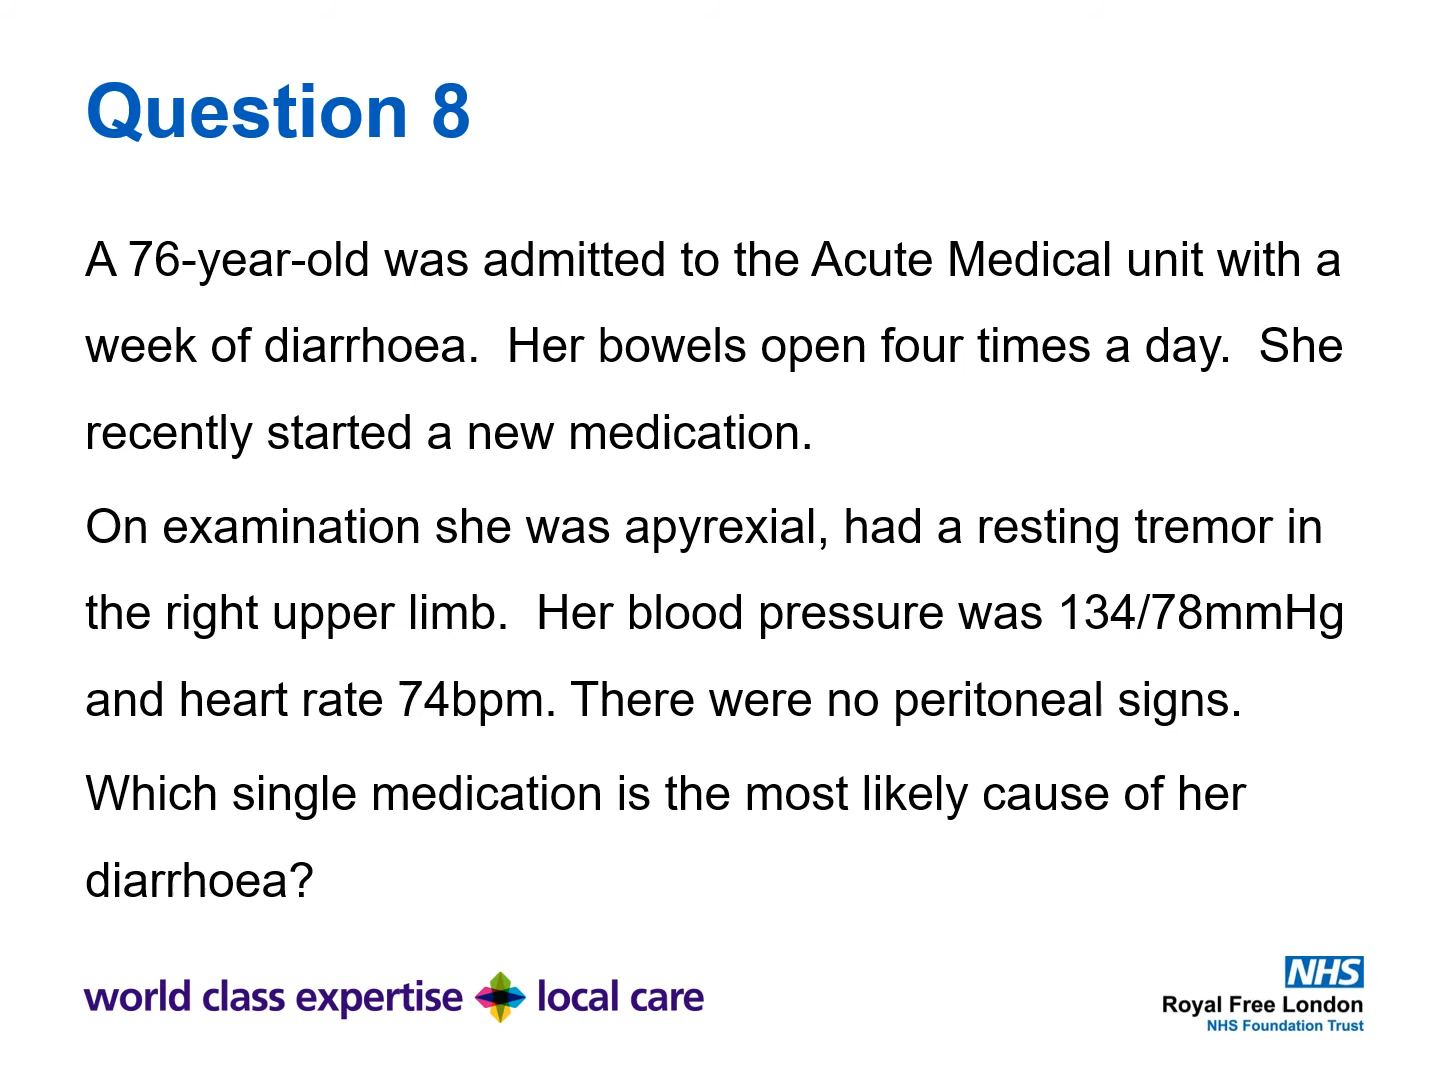 Question 8
A 76-year-old was admitted to the Acute Medical unit with a
week of diarrhoea.  Her bowels open four times a day.  She
recently started a new medication.
On examination she was apyrexial, had a resting tremor in
the right upper limb.  Her blood pressure was 134/78mmHg
and heart rate 74bpm. There were no peritoneal signs.
Which single medication is the most likely cause of her
diarrhoea?
world class expertise local care
NHS
Royal Free London
NHS Foundation Trust